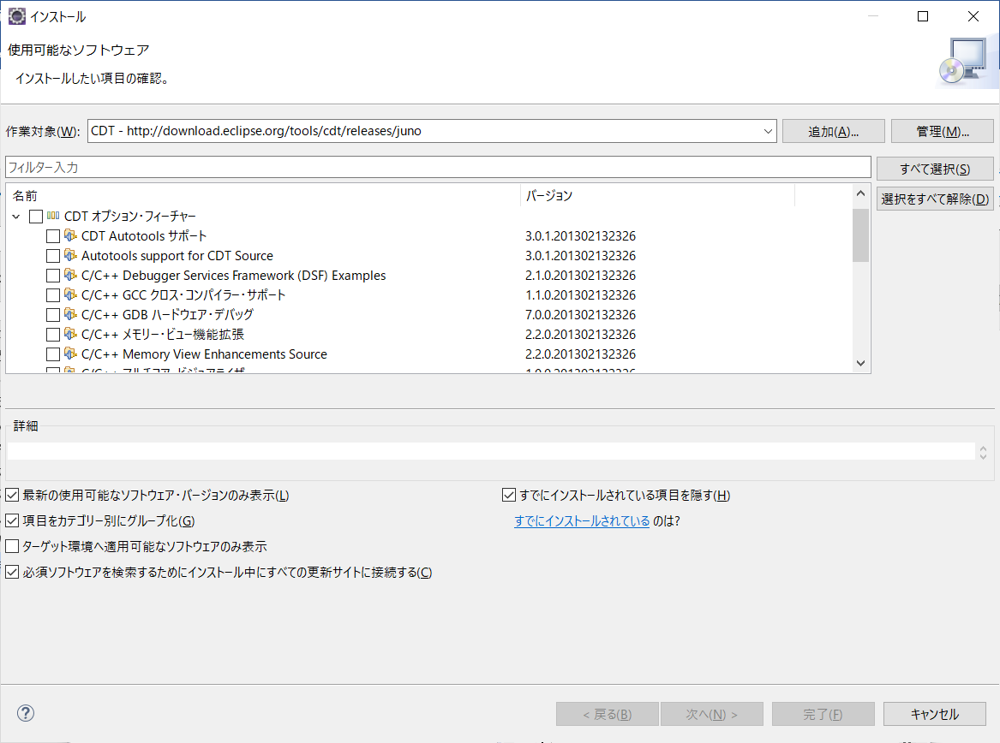 インストール
使用可能なソフトウェア
インストールしたい項目の確認。
作業対象(W): CDT - http://download.eclipse.org/tools/cdt/releases/juno 追加(A)... 管理(M)...
フィルター入力 すべて選択(S)
名前 バージョン 選択をすべて解除(D)
CDT オプション・フィーチャー
CDT Autotools サポート 3.0.1.201302132326
Autotools support for CDT Source 3.0.1.201302132326
C/C++ Debugger Services Framework (DSF) Examples 2.1.0.201302132326
C/C++ GCC クロス・コンパイラー・サポート 1.1.0.201302132326
C/C++ GDB ハードウェア・デバッグ 7.0.0.201302132326
C/C++ メモリー・ビュー機能拡張 2.2.0.201302132326
C/C++ Memory View Enhancements Source 2.2.0.201302132326
C/C++ マルチコア・ビジュアライザ 1.0.0.201302132326
詳細
最新の使用可能なソフトウェア・バージョンのみ表示(L) すでにインストールされている項目を隠す(H)
項目をカテゴリー別にグループ化(G) すでにインストールされている のは?
ターゲット環境へ適用可能なソフトウェアのみ表示
必須ソフトウェアを検索するためにインストール中にすべての更新サイトに接続する(C)
? < 戻る(B) 次へ(N) > 完了(F) キャンセル